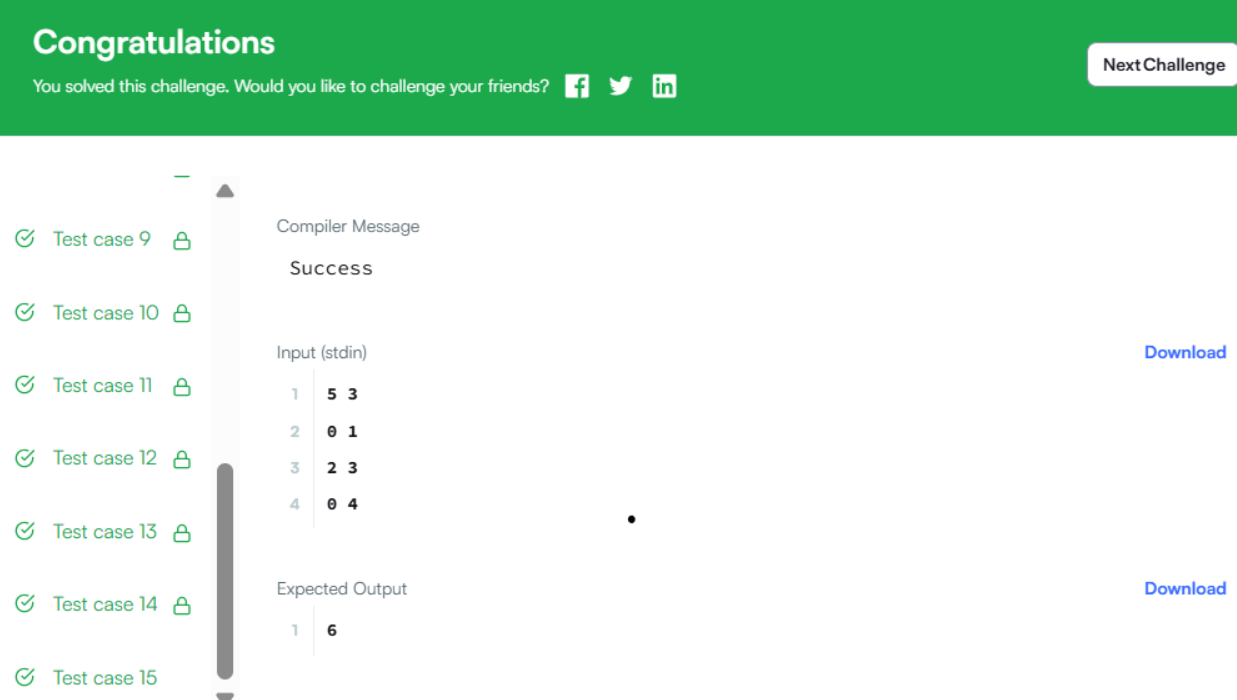 Congratulations
You solved this challenge. Would you like to challenge your friends?
Next Challenge
Test case 9
Test case 10
Test case 11
Test case 12
Test case 13
Test case 14
Test case 15
Compiler Message
Success
Input (stdin)
Download
1 5 3
2 0 1
3 2 3
4 0 4
Expected Output
Download
1 6